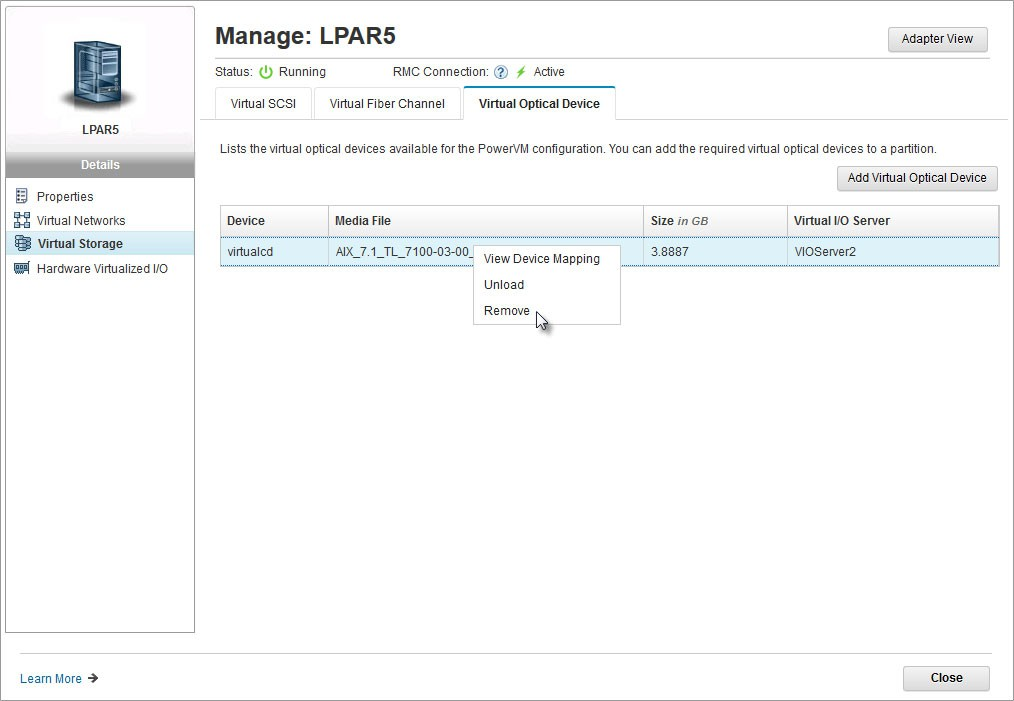 LPAR5
Details
Properties
Virtual Networks
Virtual Storage
Hardware Virtualized I/O
Manage: LPAR5
Adapter View
Status: Running RMC Connection: ? Active
Virtual SCSI Virtual Fiber Channel Virtual Optical Device
Lists the virtual optical devices available for the PowerVM configuration. You can add the required virtual optical devices to a partition.
Add Virtual Optical Device
Device Media File Size in GB Virtual I/O Server
virtualcd AIX_7.1_TL_7100-03-00_ 3.8887 VIOServer2
View Device Mapping
Unload
Remove
Learn More
Close